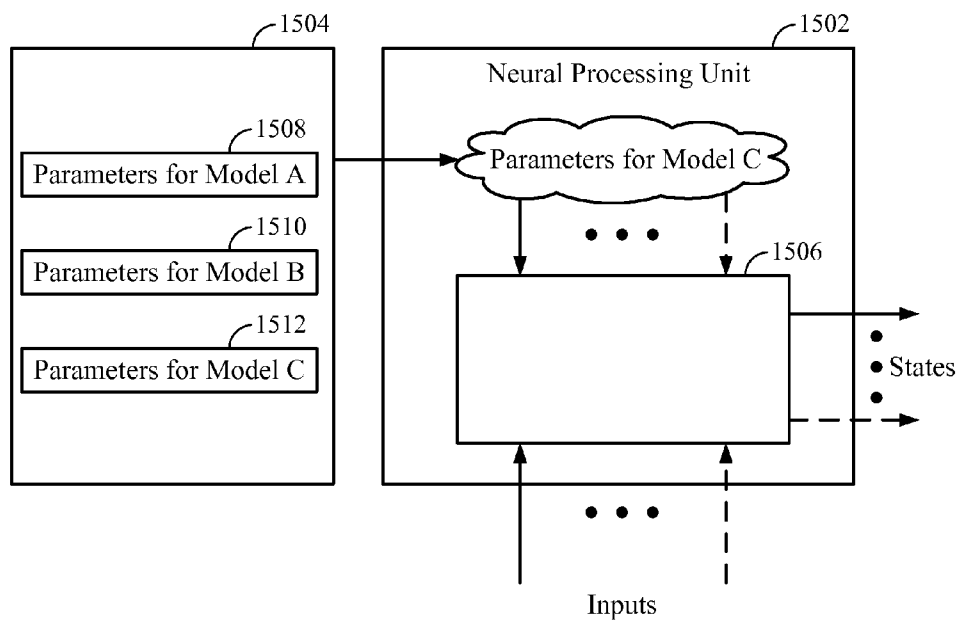 1504
1502
Neural Processing Unit
1508
Parameters for Model A
Parameters for Model C
1510
Parameters for Model B
1506
1512
Parameters for Model C
States
Inputs